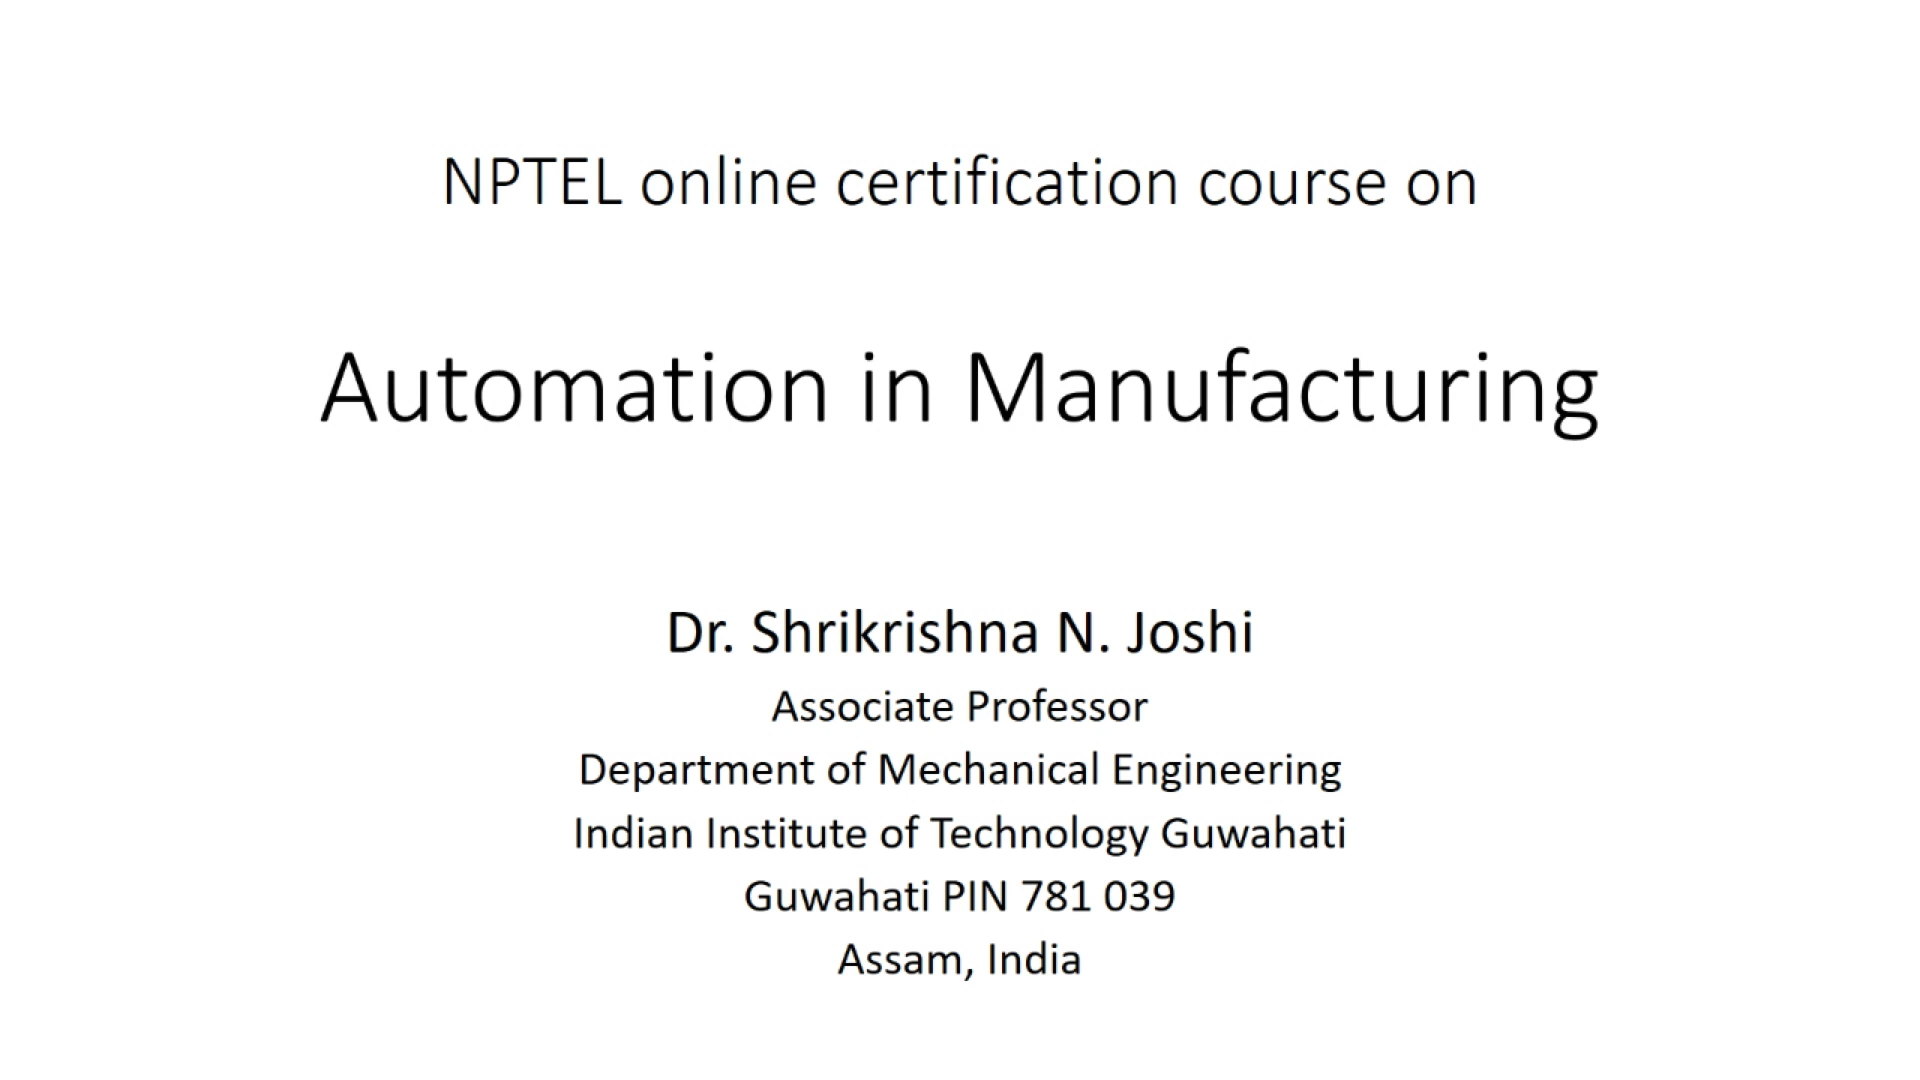 NPTEL online certification course on
Automation in Manufacturing
Dr. Shrikrishna N. Joshi
Associate Professor
Department of Mechanical Engineering
Indian Institute of Technology Guwahati
Guwahati PIN 781 039
Assam, India